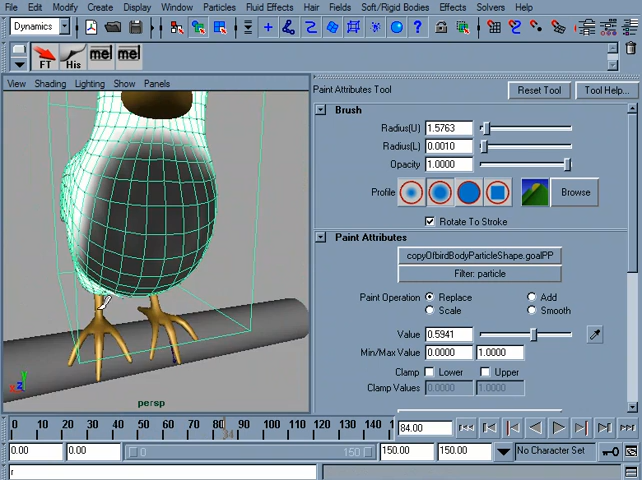 File Edit Modify Create Display Window Particles Fluid Effects Fields Soft/Rigid Bodies Effects Solvers Help
Dynamics
FT His mel mel
View Shading Lighting Show Panels
Paint Attributes Tool Reset Tool Tool Help...
Brush
Radius(U) 1.5763
Radius(L) 0.0010
Opacity 1.0000
Profile Browse
Rotate To Stroke
Paint Attributes
copyOfbirdBodyParticleShape.goalPP
Filter: particle
Paint Operation Replace Add
Scale Smooth
Value 0.5941
Min/Max Value 0.0000 1.0000
Clamp Lower Upper
Clamp Values 0.0000 1.0000
y
x z
persp
0 10 20 30 40 50 60 70 80 90 100 110 120 130 140 15
84
84.00
0.00 0.00 0 150 150.00 150.00 No Character Set
r